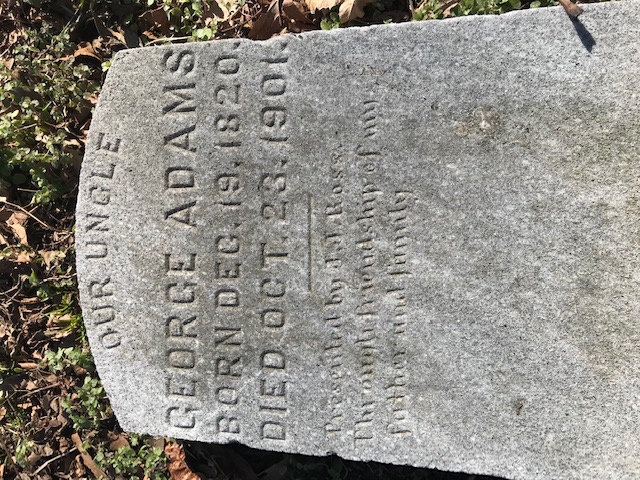 OUR UNCLE
GEORGE ADAMS
BORN DEC. 19, 1820.
DIED OCT. 23, 1901.
Presented by J. J. Ross.
Through friendship of my
father and family